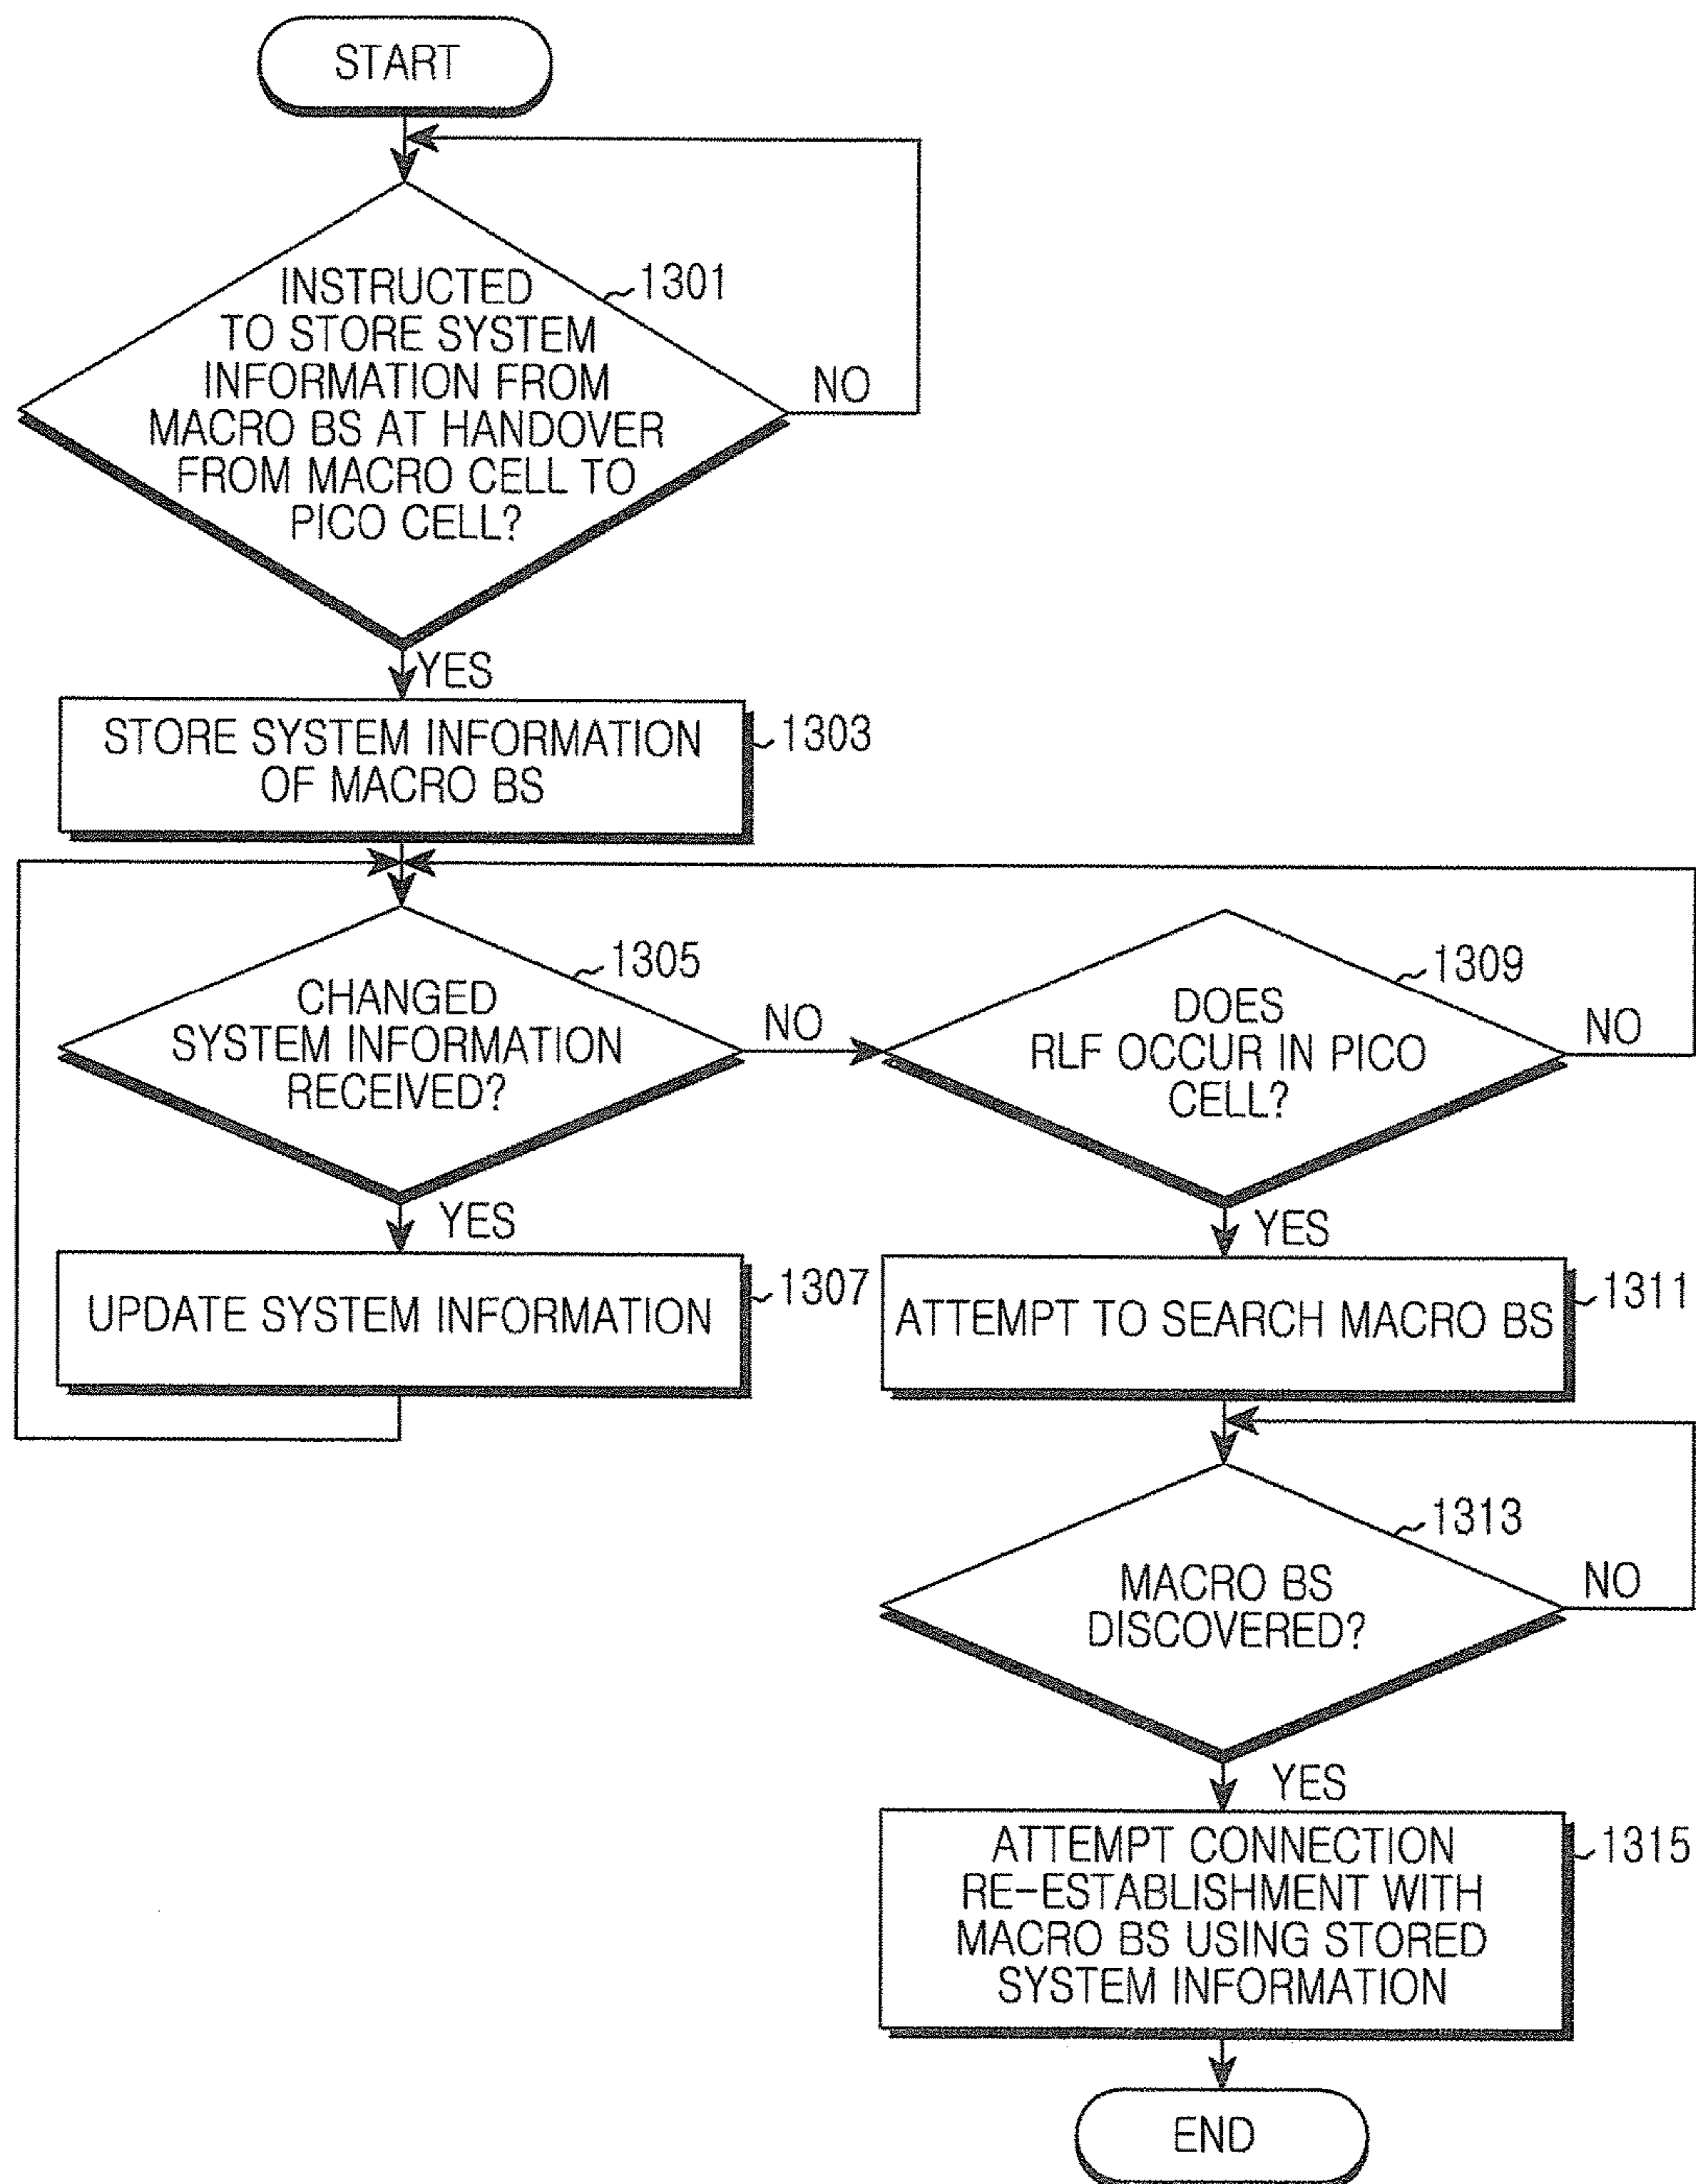 START
INSTRUCTED
TO STORE SYSTEM
INFORMATION FROM
MACRO BS AT HANDOVER
FROM MACRO CELL TO
PICO CELL?
1301
NO
YES
STORE SYSTEM INFORMATION
OF MACRO BS
1303
CHANGED
SYSTEM INFORMATION
RECEIVED?
1305
NO
YES
UPDATE SYSTEM INFORMATION
1307
DOES
RLF OCCUR IN PICO
CELL?
1309
NO
YES
ATTEMPT TO SEARCH MACRO BS
1311
MACRO BS
DISCOVERED?
1313
NO
YES
ATTEMPT CONNECTION
RE-ESTABLISHMENT WITH
MACRO BS USING STORED
SYSTEM INFORMATION
1315
END